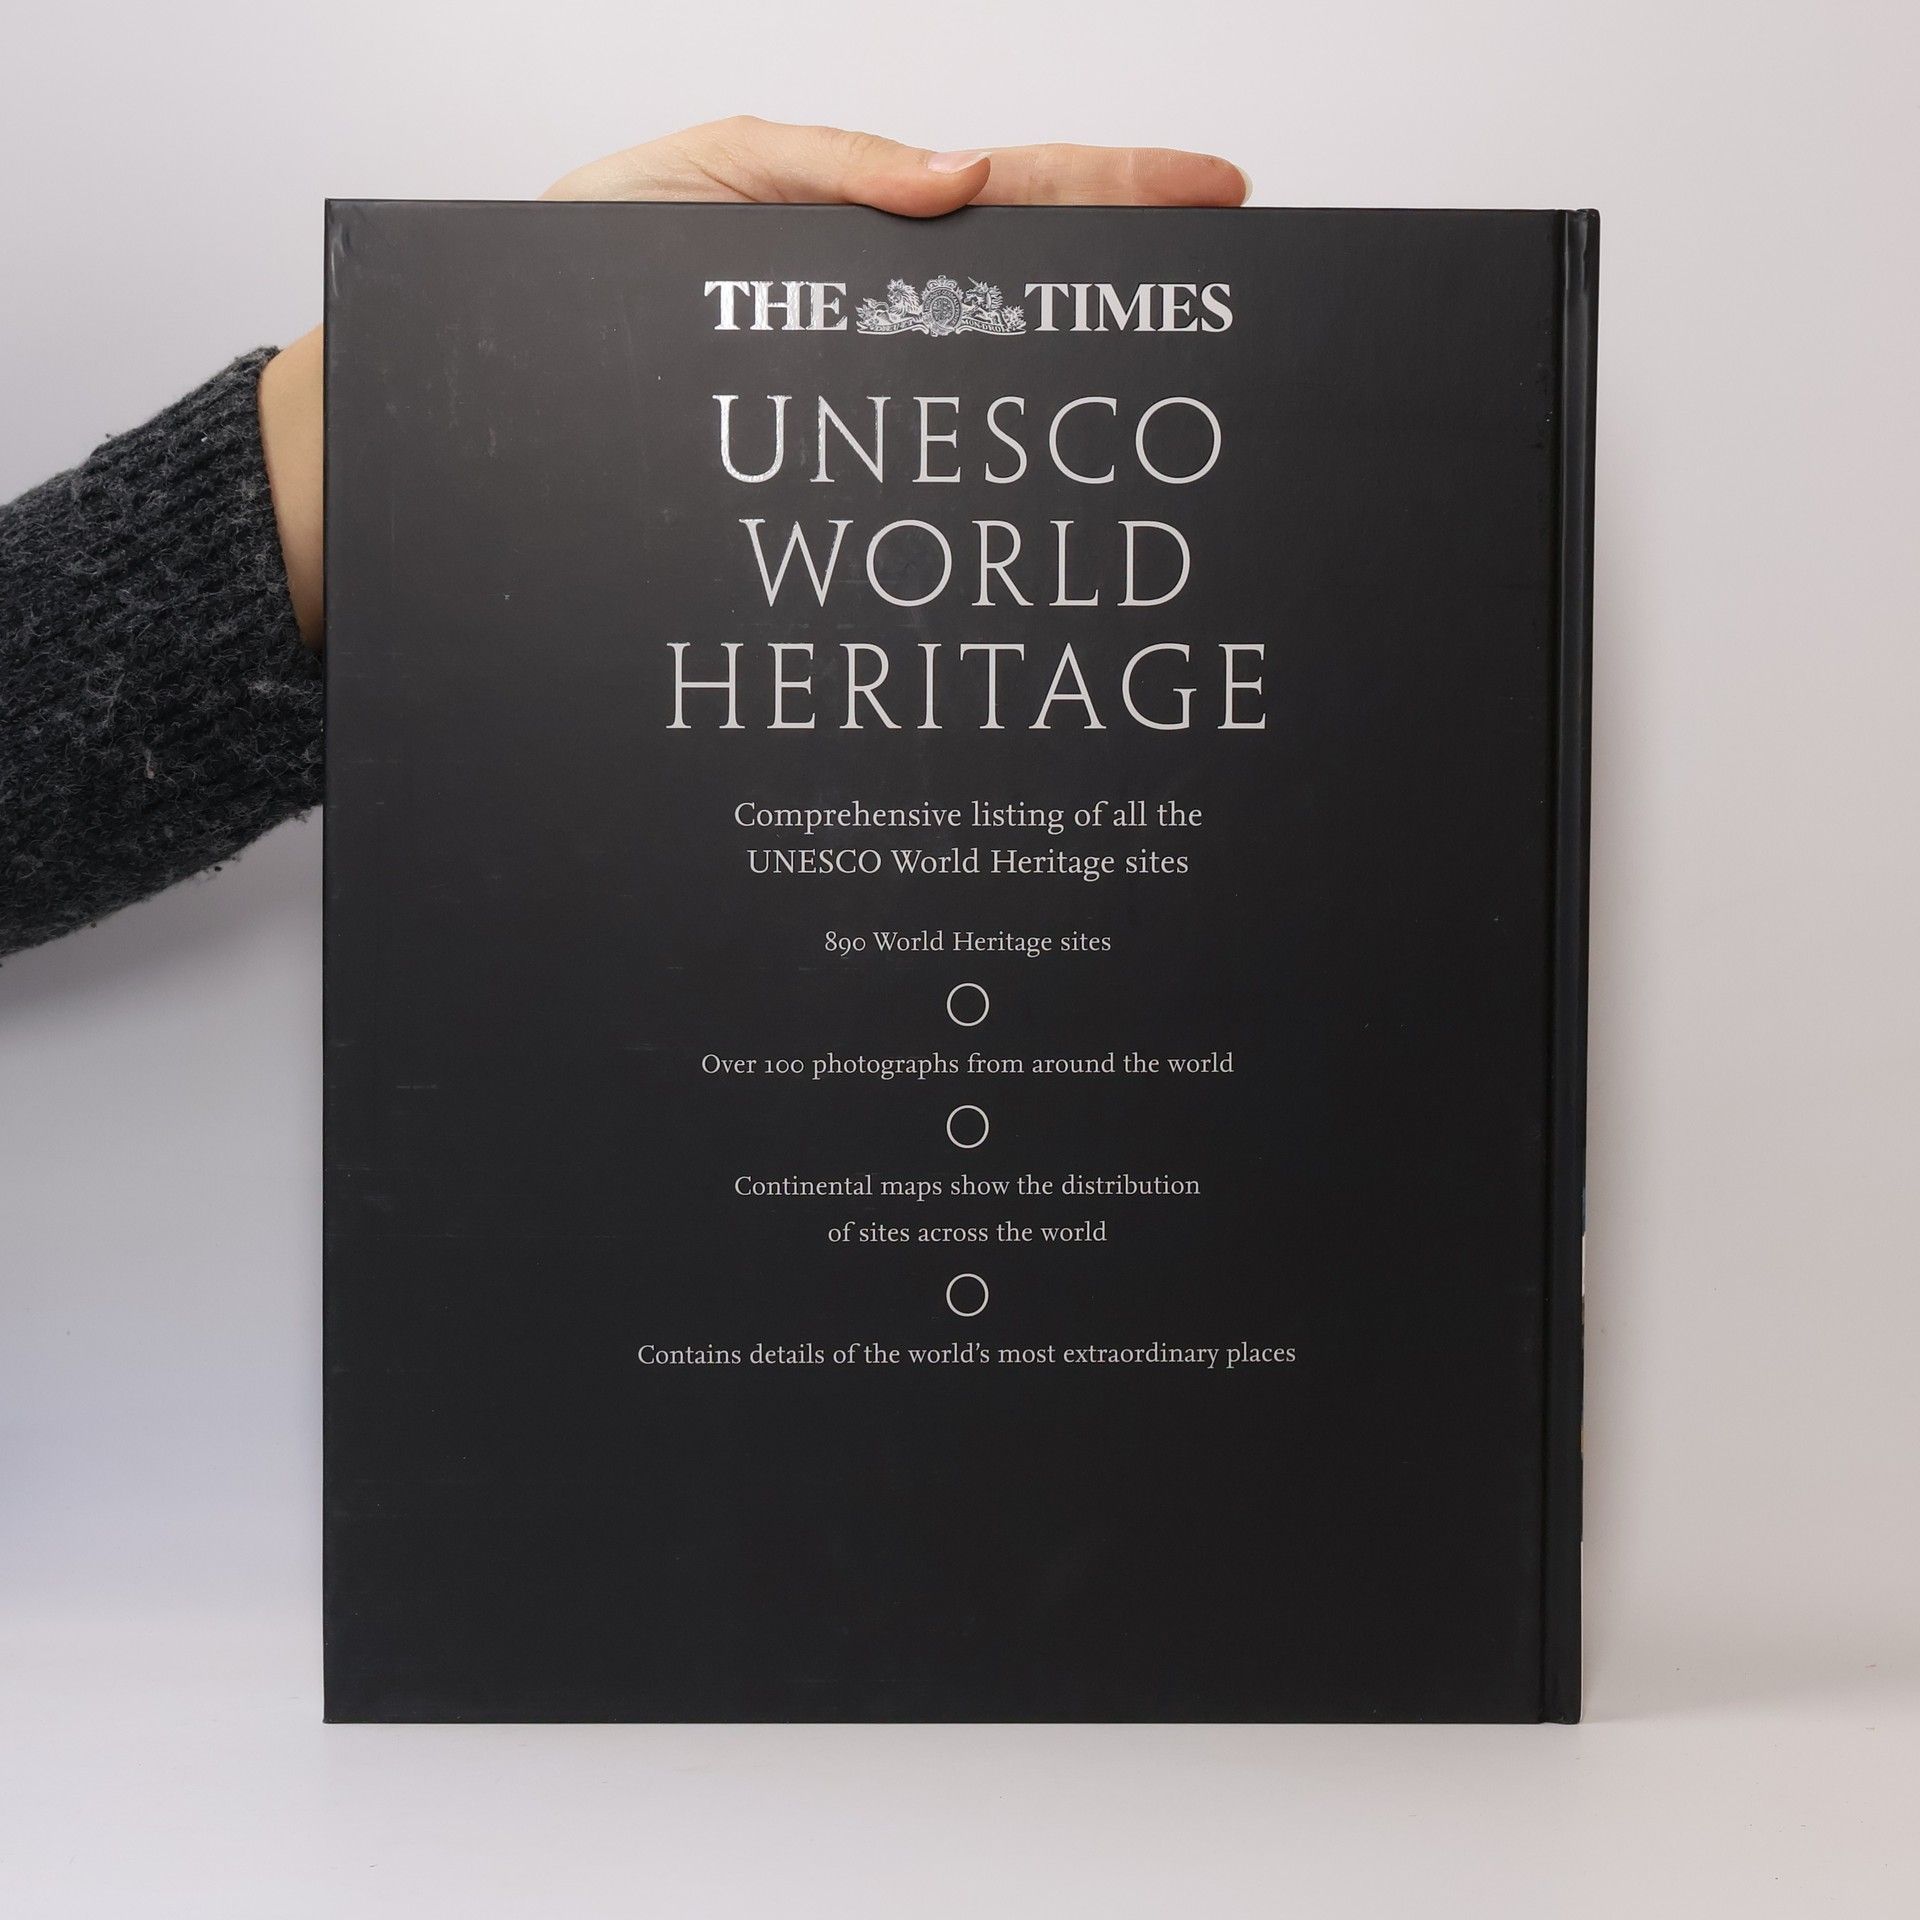 THE TIMES
UNESCO
WORLD
HERITAGE
Comprehensive listing of all the
UNESCO World Heritage sites
890 World Heritage sites
Over 100 photographs from around the world
Continental maps show the distribution
of sites across the world
Contains details of the world’s most extraordinary places